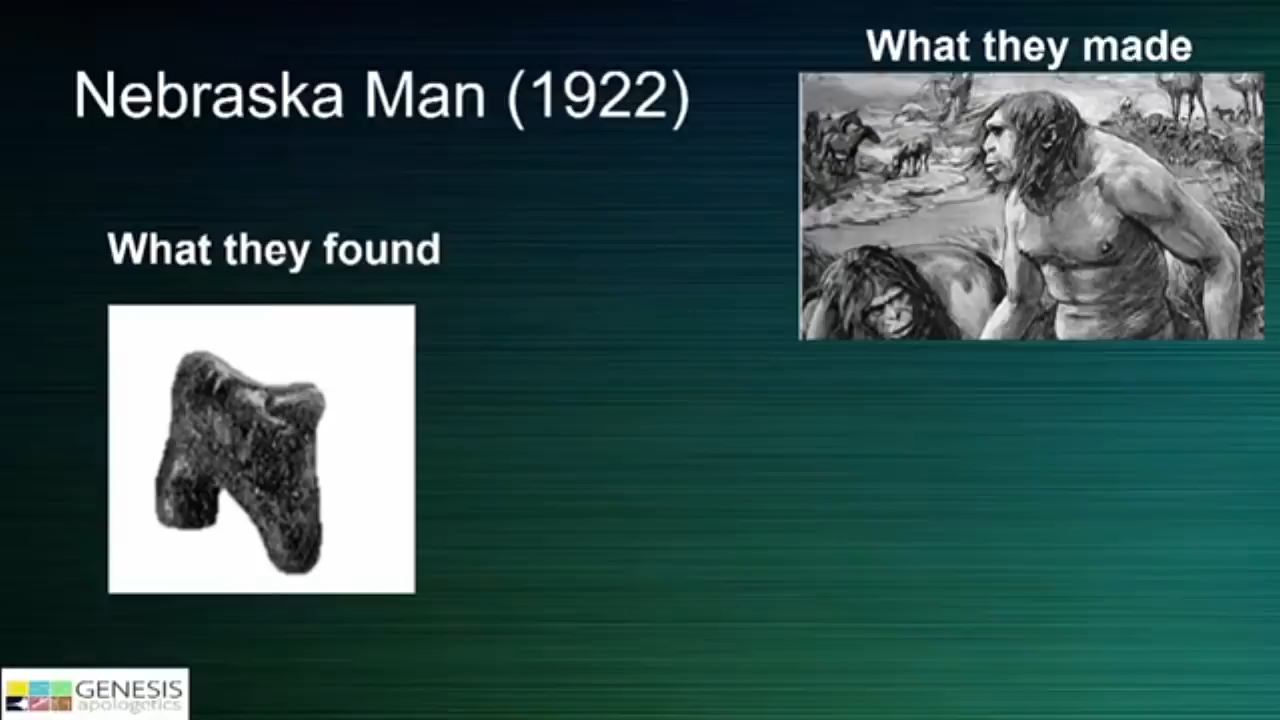 What they made
Nebraska Man (1922)
What they found
GENESIS
apologetics